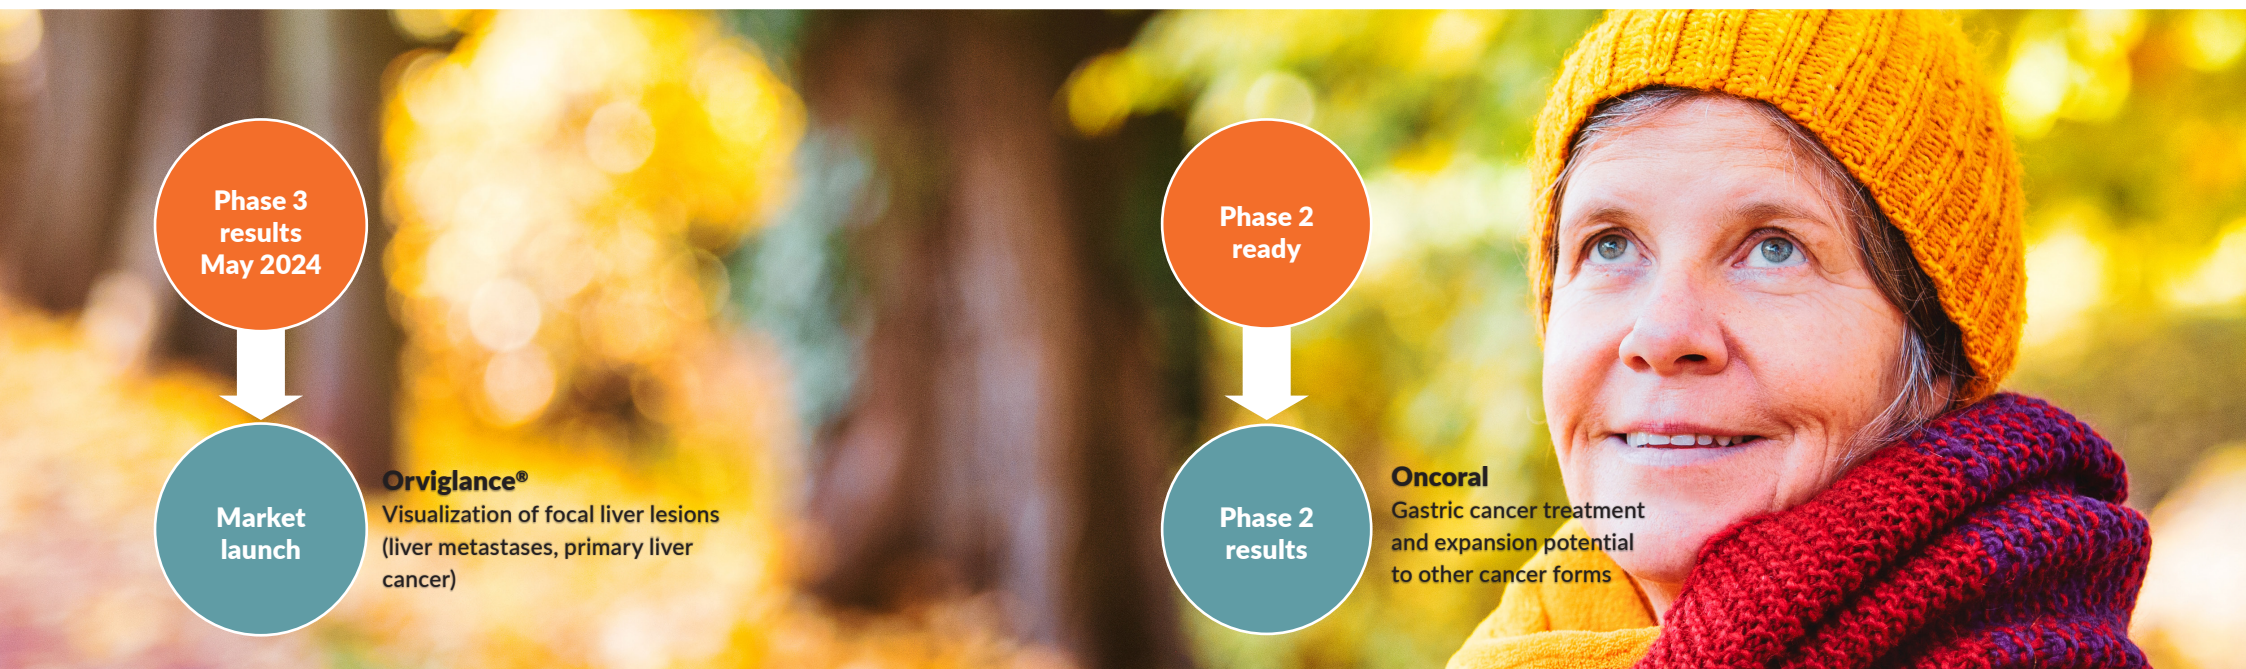 Phase 3
results
May 2024
Market
launch
Orviglance®
Visualization of focal liver lesions
(liver metastases, primary liver
cancer)
Phase 2
ready
Phase 2
results
Oncoral
Gastric cancer treatment
and expansion potential
to other cancer forms